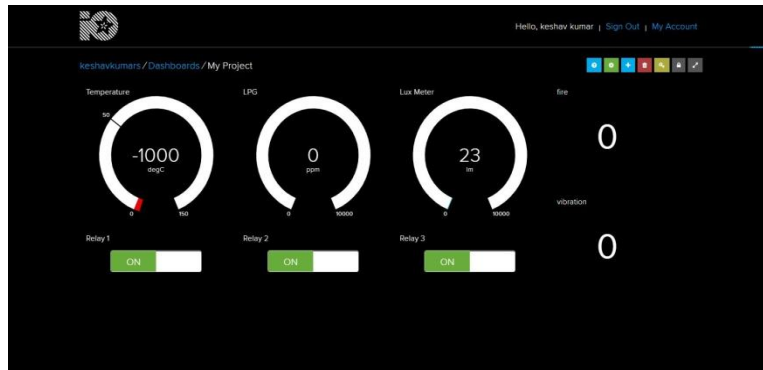 Hello, keshav kumar | Sign Out | My Account
keshavkumars / Dashboards / My Project
Temperature
50
-1000
degC
0
150
LPG
0
ppm
0
10000
Lux Meter
23
lm
0
10000
fire
0
vibration
0
Relay 1
ON
Relay 2
ON
Relay 3
ON